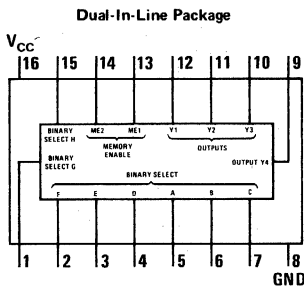 Dual-In-Line Package
VCC
16 15 14 13 12 11 10 9
BINARY SELECT H
ME2 ME1
MEMORY ENABLE
Y1 Y2 Y3
OUTPUTS
BINARY SELECT G
OUTPUT Y4
BINARY SELECT
F E D A B C
1 2 3 4 5 6 7 8
GND